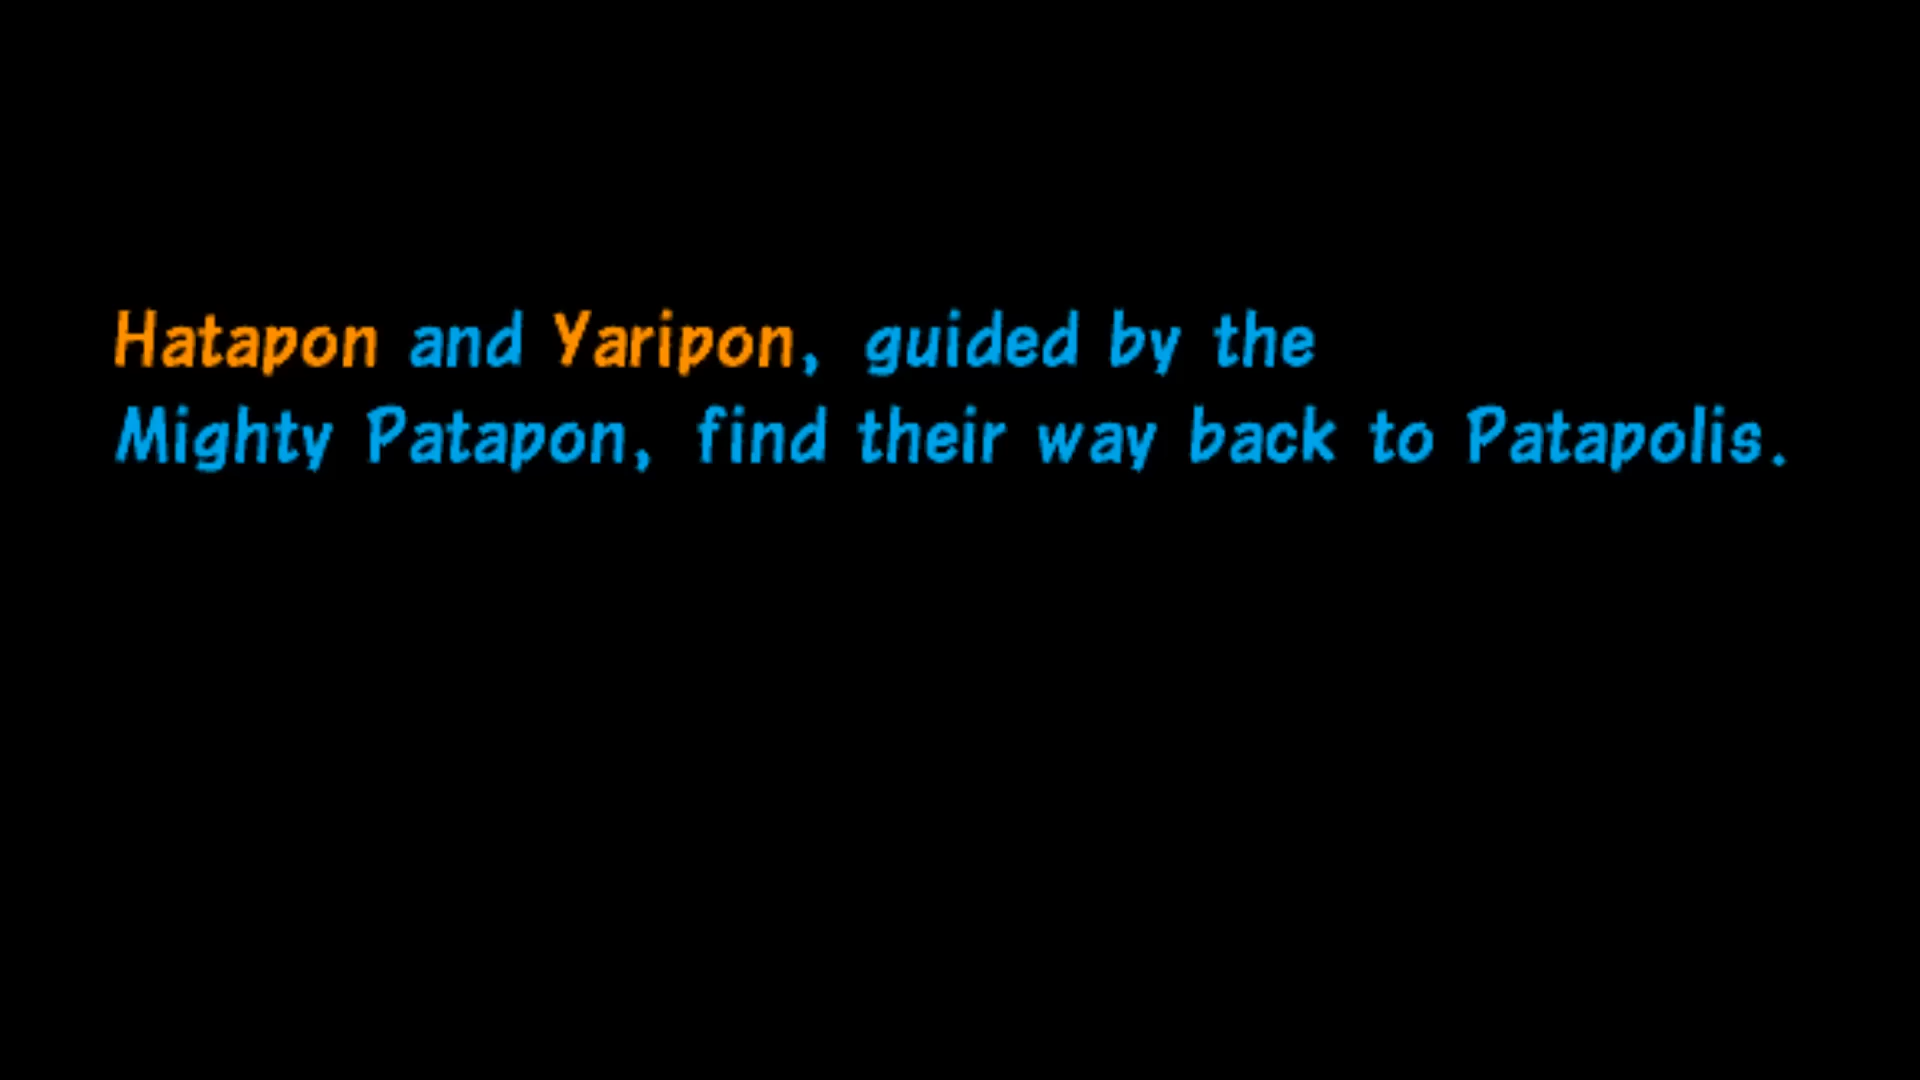 Hatapon and Yaripon, guided by the
Mighty Patapon, find their way back to Patapolis.